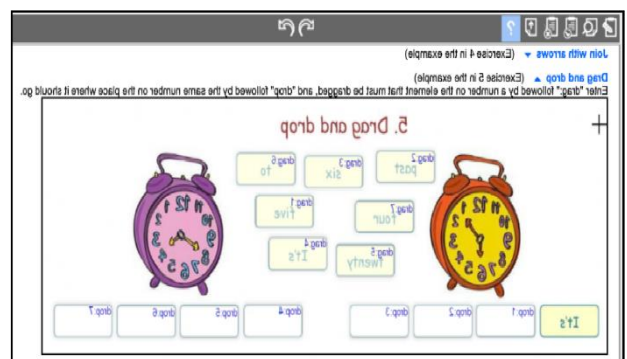 ?
Join with arrows ▼ (Exercise 4 in the example)
Drag and drop ▲ (Exercise 5 in the example)
Enter "drag:" followed by a number on the element that must be dragged, and "drop" followed by the same number on the place where it should go.
5. Drag and drop
drag:2
past
drag:3
six
drag:6
to
drag:7
four
drag:1
five
drag:5
Twenty
drag:4
It's
It's
drop:1
drop:2
drop:3
drop:4
drop:5
drop:6
drop:7